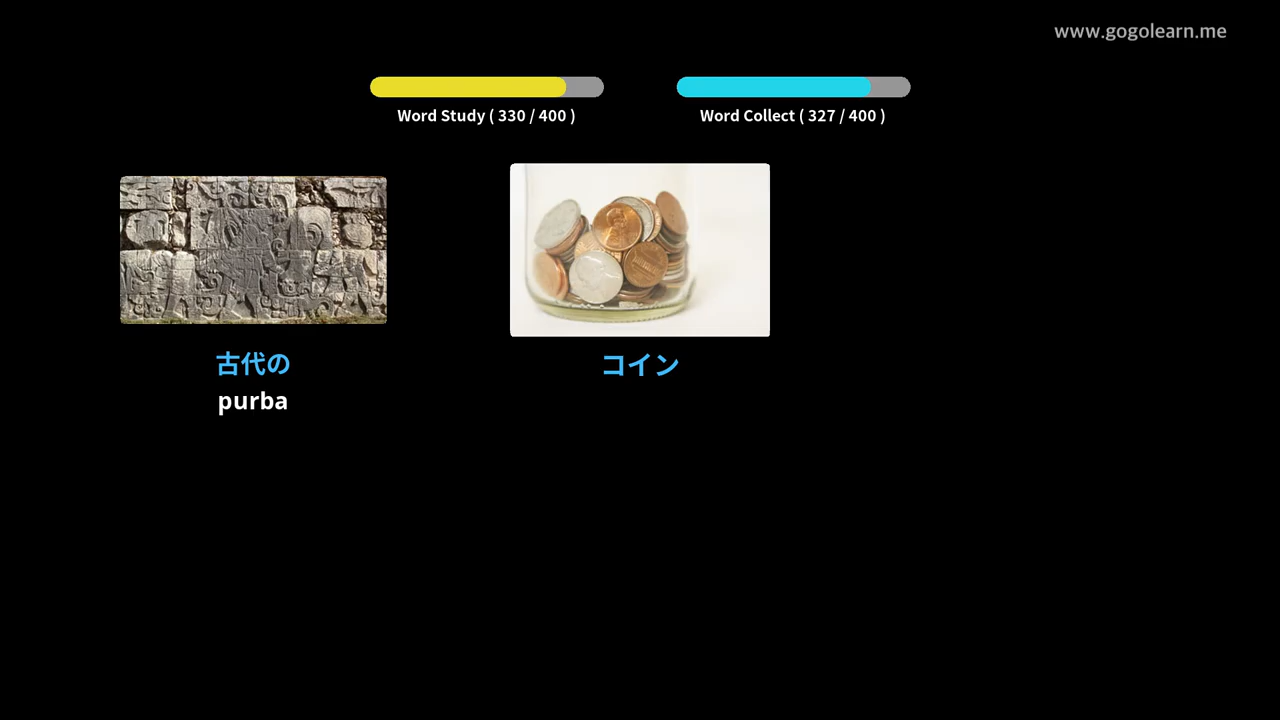 www.gogolearn.me
Word Study ( 330 / 400 )
Word Collect ( 327 / 400 )
古代の
purba
コイン